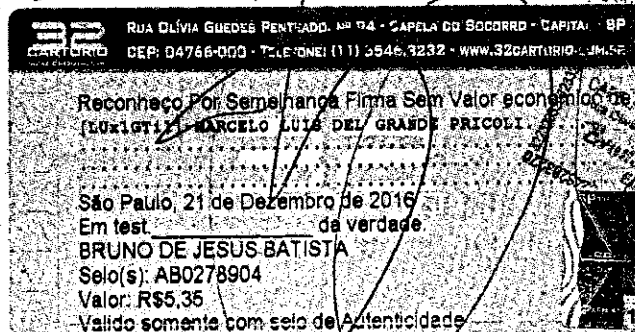 32
CARTÓRIO
RUA OLÍVIA GUEDES PENTEADO, Nº 94 - CAPELA DO SOCORRO - CAPITAL - SP
CEP: 04766-000 - TELEFONE: (11) 3546.3232 - WWW.32CARTORIO.COM.BR
Reconheço Por Semelhança Firma Sem Valor econômico de
MARCELO LUIS DEL GRANDE PRICOLI
São Paulo, 21 de Dezembro de 2016
Em test. da verdade.
BRUNO DE JESUS BATISTA
Selo(s): AB0278904
Valor: R$5,35
Valido somente com selo de Autenticidade